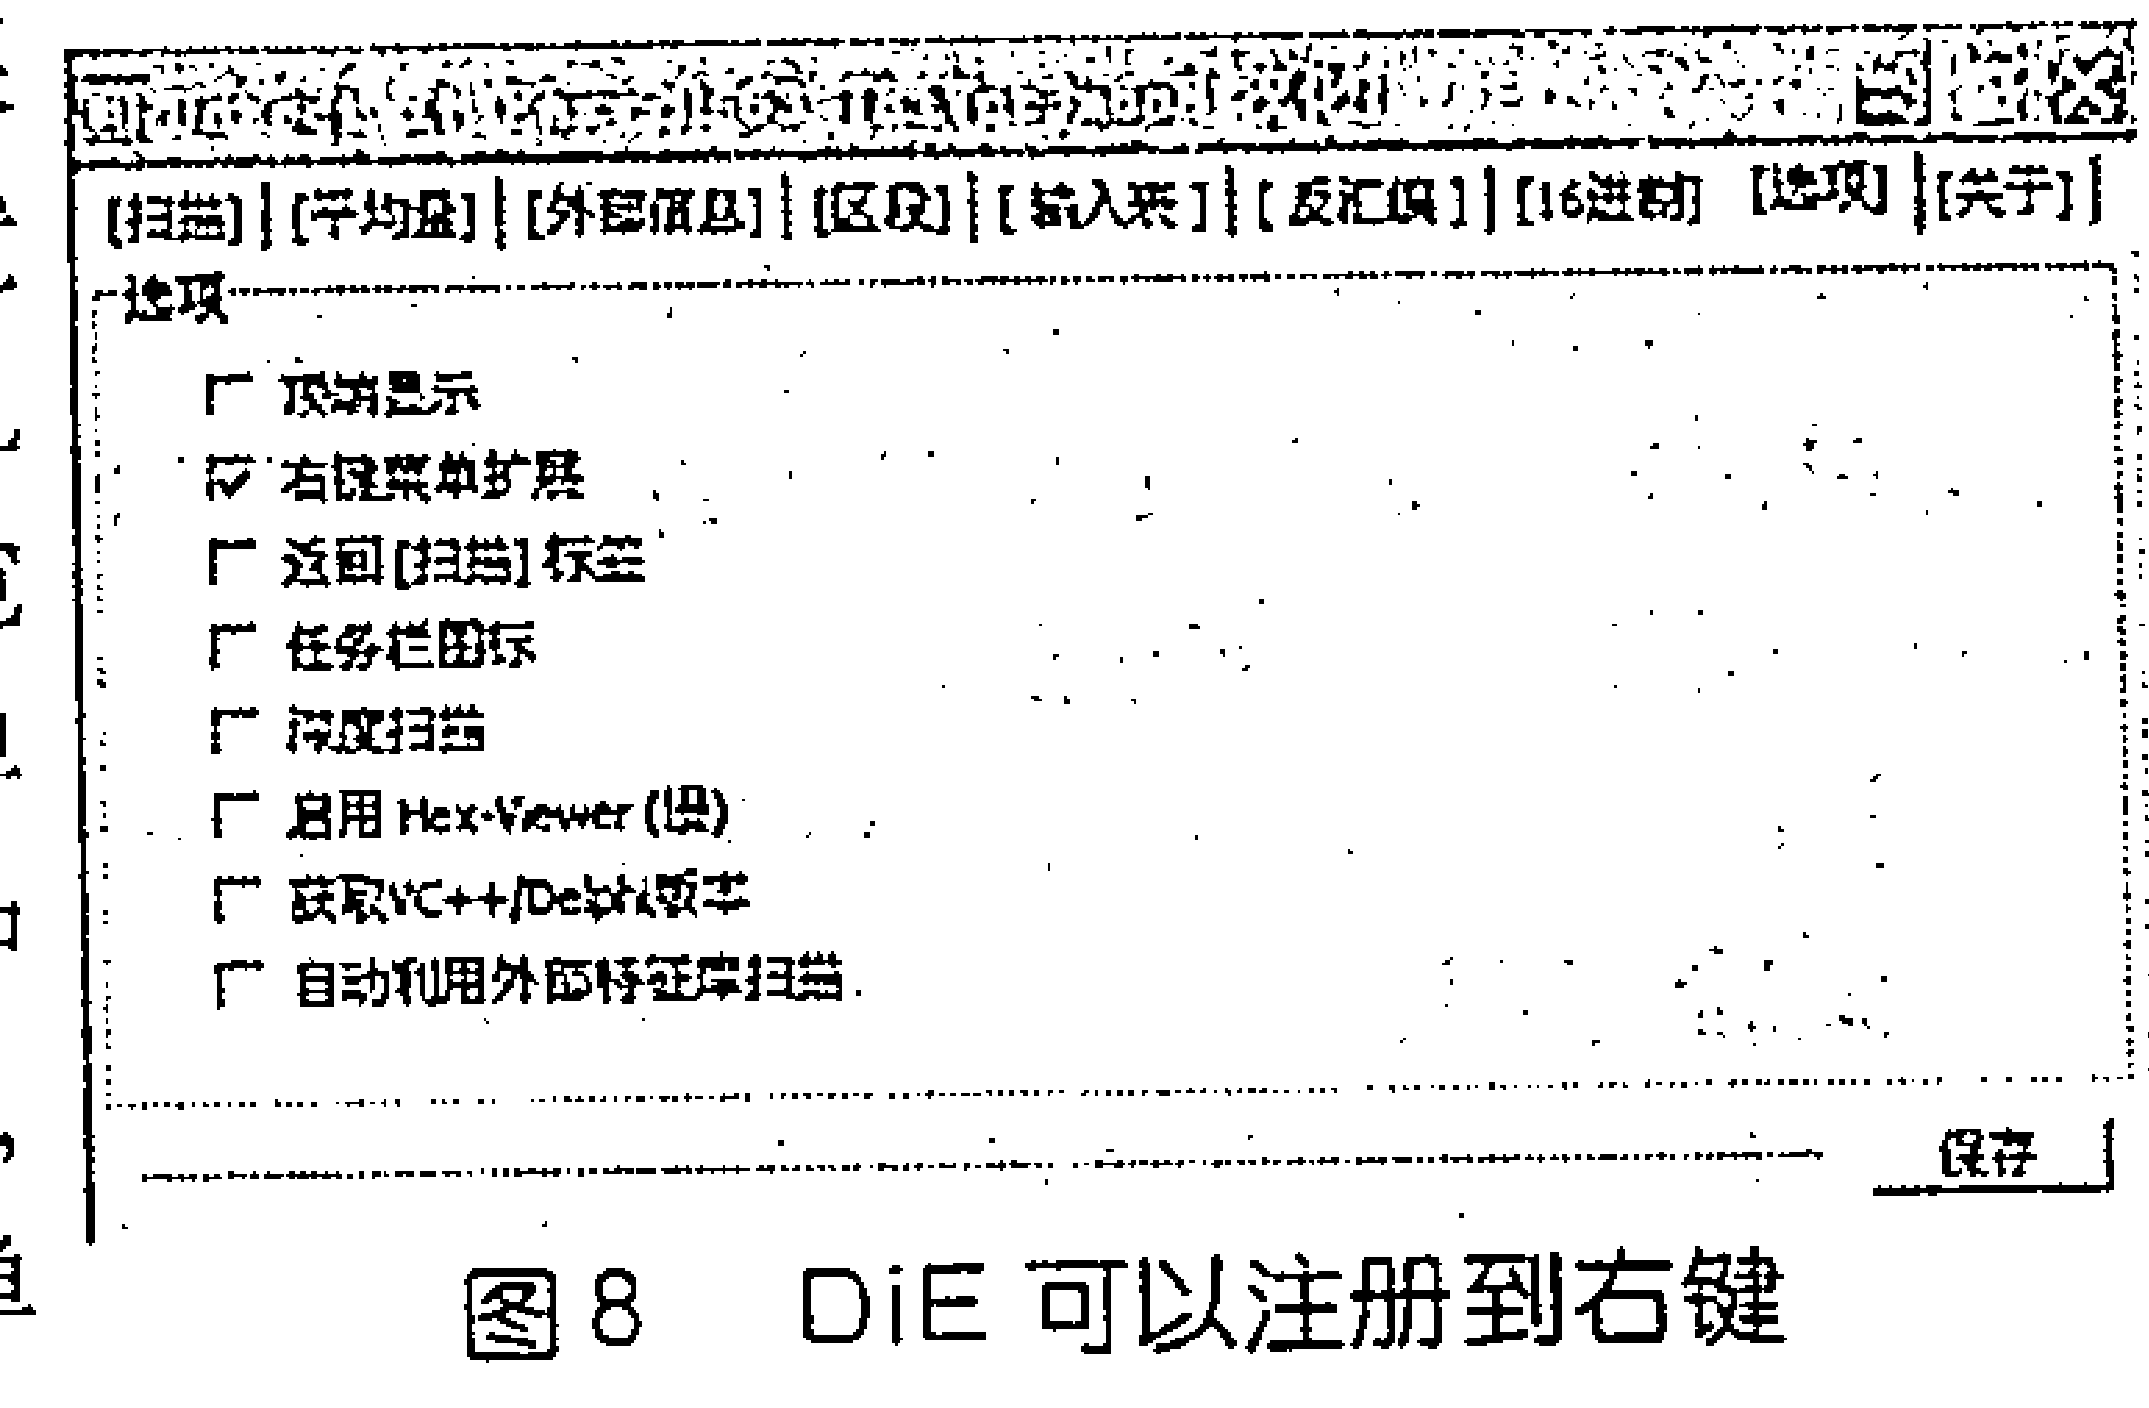 [扫描] [平均盘] [外部信息] [区段] [输入表] [反汇编] [16进制] [选项] [关于]
选项
顶端显示
右键菜单扩展
返回[扫描]标签
任务栏图标
深度扫描
启用 Hex-Viewer
获取VC++/Delphi版本
自动利用外部特征库扫描
保存
图8 DiE 可以注册到右键